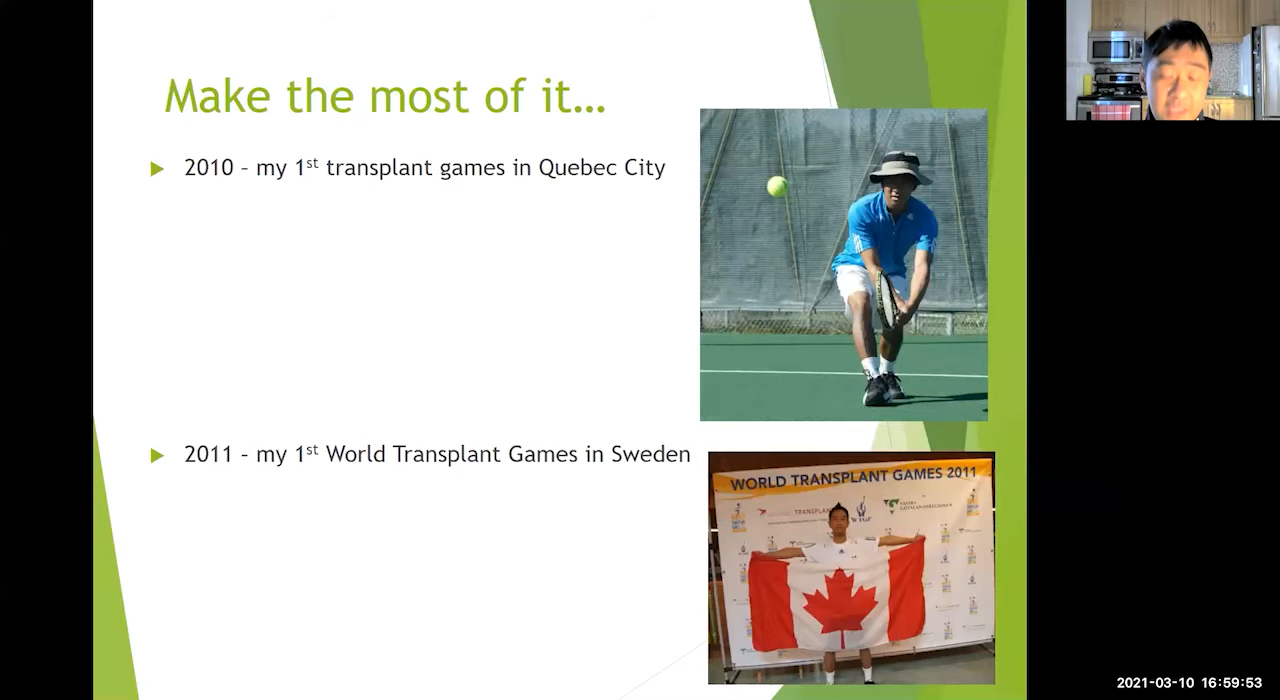 Make the most of it…
2010 – my 1st transplant games in Quebec City
2011 – my 1st World Transplant Games in Sweden
WORLD TRANSPLANT GAMES 2011
2021-03-10 16:59:53